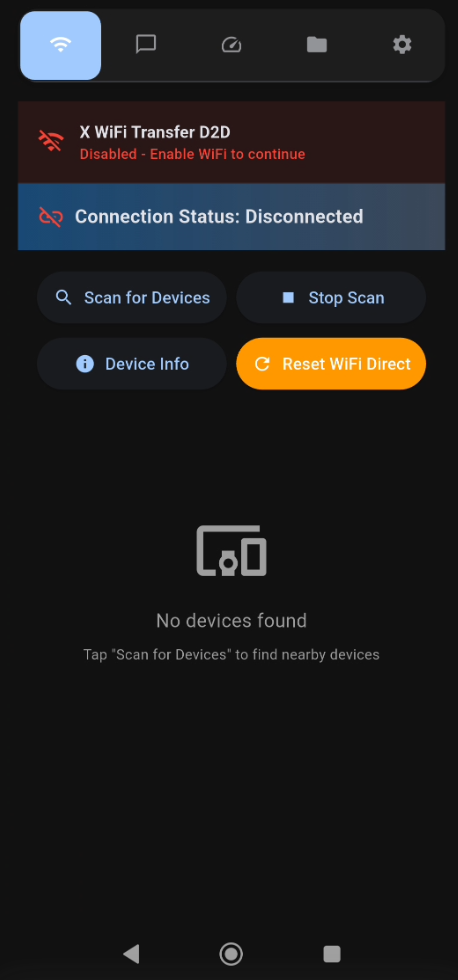 X WiFi Transfer D2D
Disabled - Enable WiFi to continue
Connection Status: Disconnected
Scan for Devices
Stop Scan
Device Info
Reset WiFi Direct
No devices found
Tap "Scan for Devices" to find nearby devices